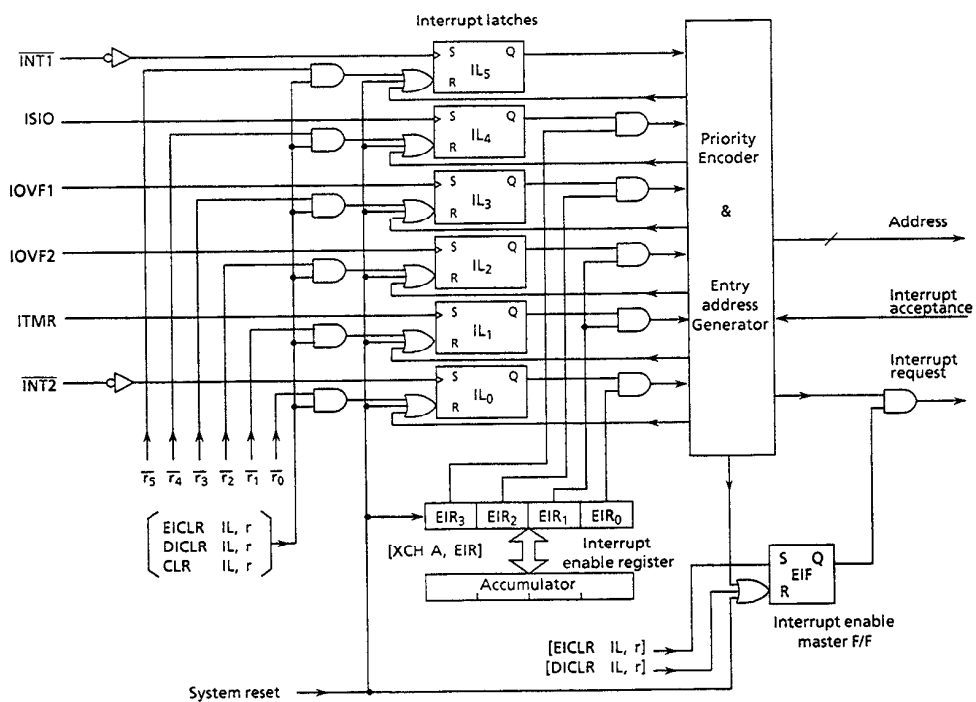 Interrupt latches
INT1
S Q
IL5
R
ISIO
S Q
IL4
R
IOVF1
S Q
IL3
R
IOVF2
S Q
IL2
R
ITMR
S Q
IL1
R
INT2
S Q
IL0
R
Priority
Encoder
&
Entry
address
Generator
Address
Interrupt
acceptance
Interrupt
request
r5 r4 r3 r2 r1 r0
EICLR IL, r
DICLR IL, r
CLR IL, r
EIR3 EIR2 EIR1 EIR0
[XCH A, EIR]
Interrupt
enable register
Accumulator
S Q
EIF
R
Interrupt enable
master F/F
[EICLR IL, r]
[DICLR IL, r]
System reset